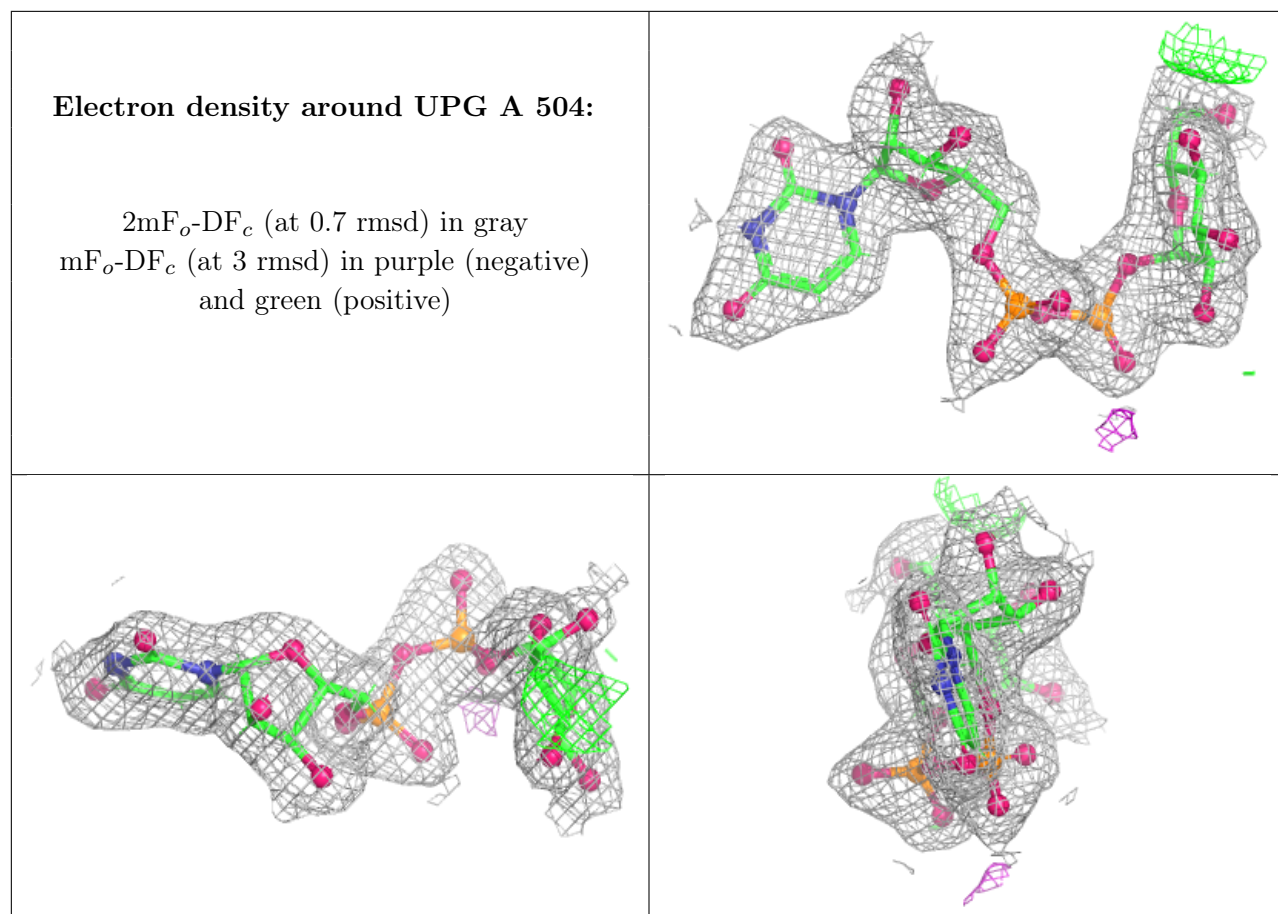 Electron density around UPG A 504:
2mFo-DFc (at 0.7 rmsd) in gray
mFo-DFc (at 3 rmsd) in purple (negative)
and green (positive)